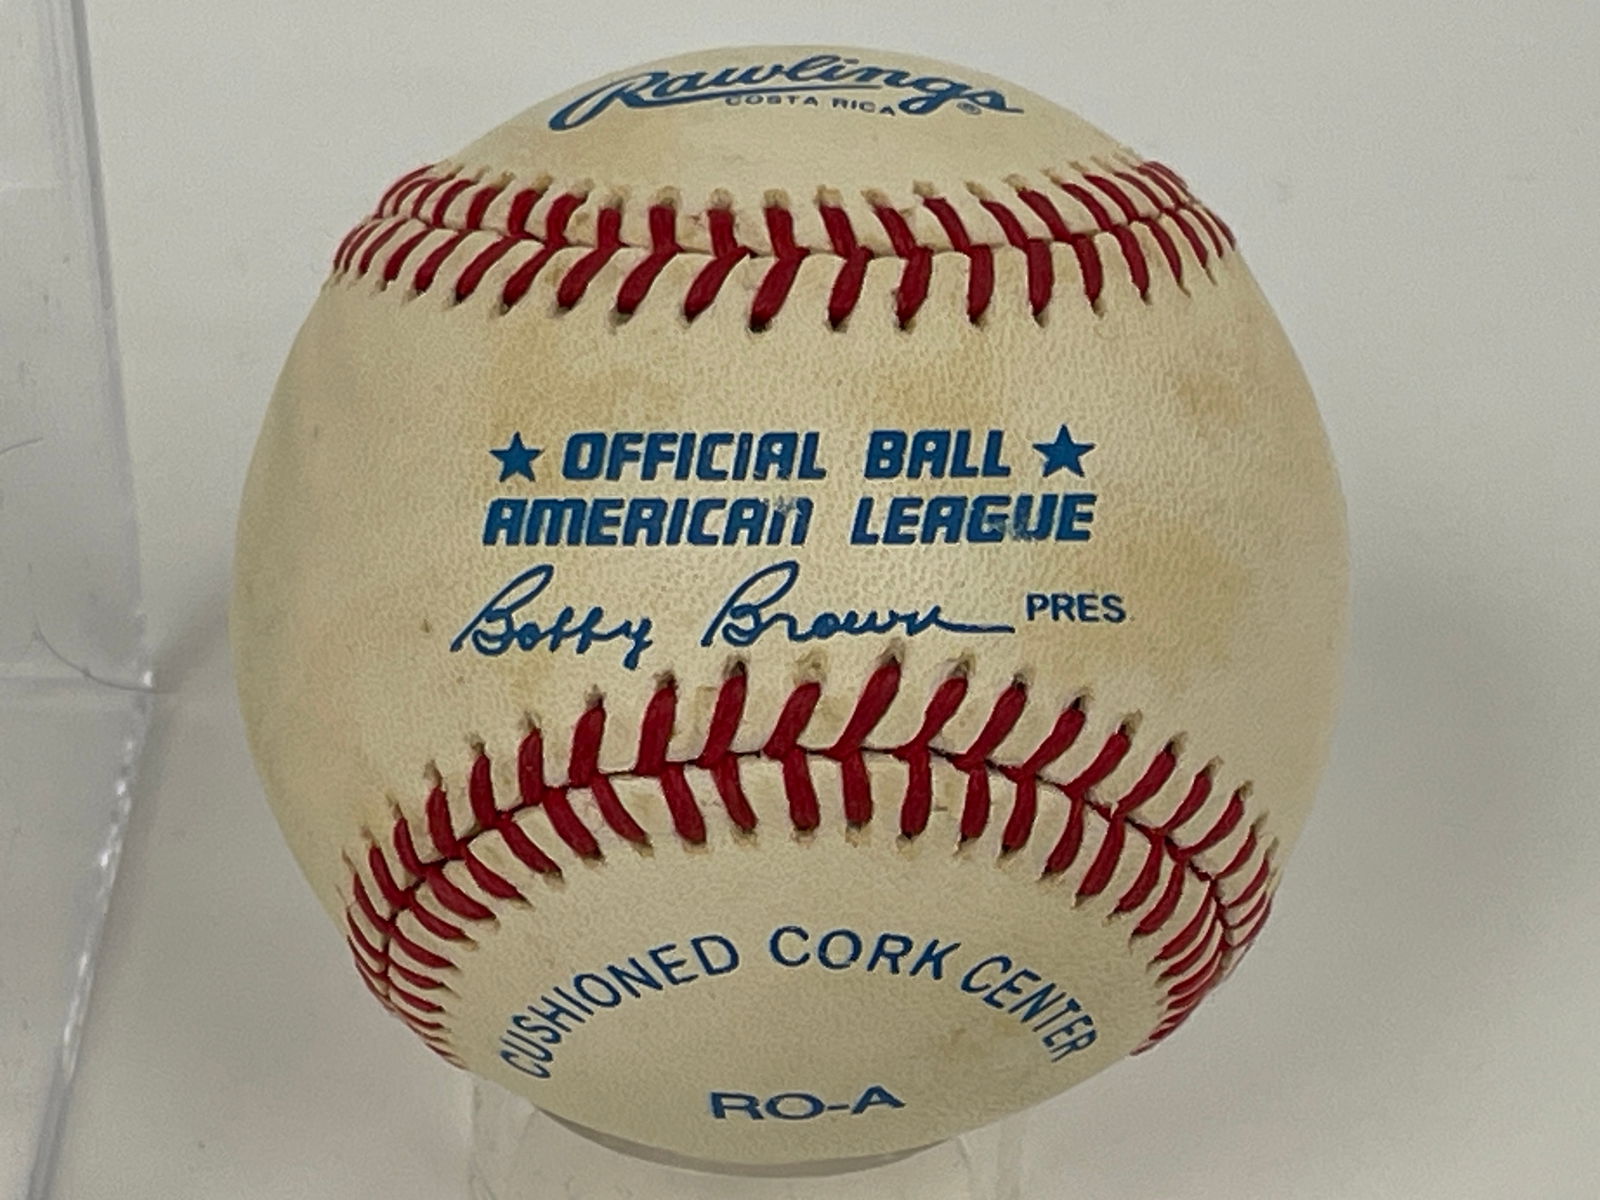 Rawlings ®
COSTA RICA
★ OFFICIAL BALL ★
AMERICAN LEAGUE
Bobby Brown PRES.
CUSHIONED CORK CENTER
RO-A